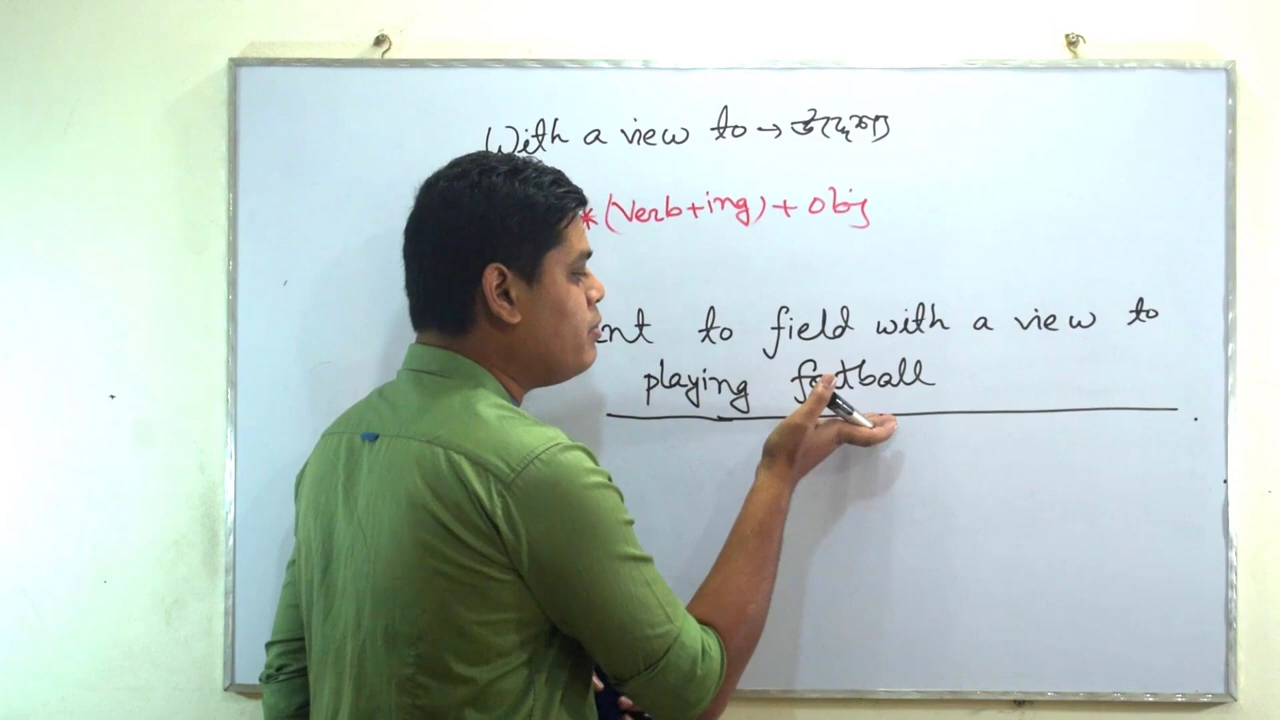 With a view to → উদ্দেশ্যে
* (Verb+ing) + obj
to field with a view to
playing football